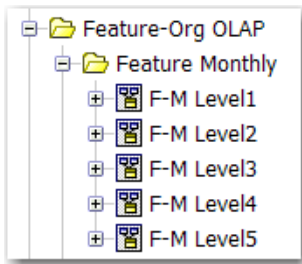 Feature-Org OLAP
Feature Monthly
F-M Level1
F-M Level2
F-M Level3
F-M Level4
F-M Level5